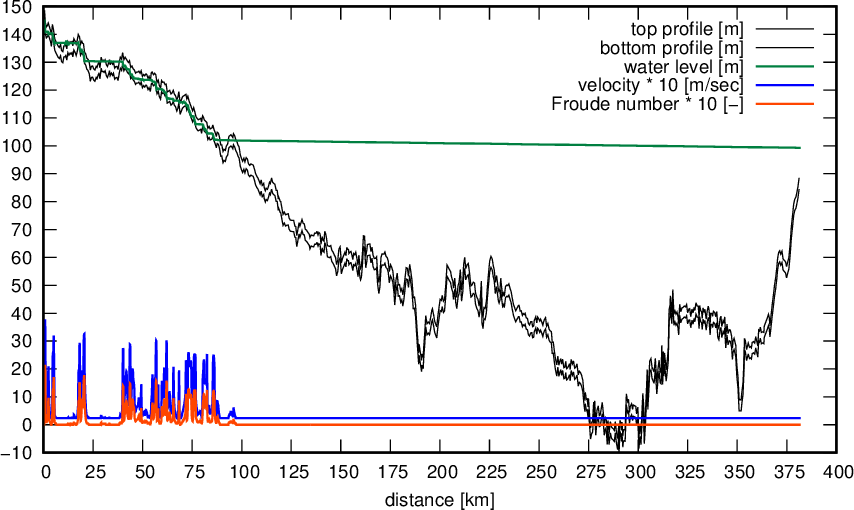 150
140
130
120
110
100
90
80
70
60
50
40
30
20
10
0
−10
top profile [m]
bottom profile [m]
water level [m]
velocity * 10 [m/sec]
Froude number * 10 [−]
0 25 50 75 100 125 150 175 200 225 250 275 300 325 350 375 400
distance [km]